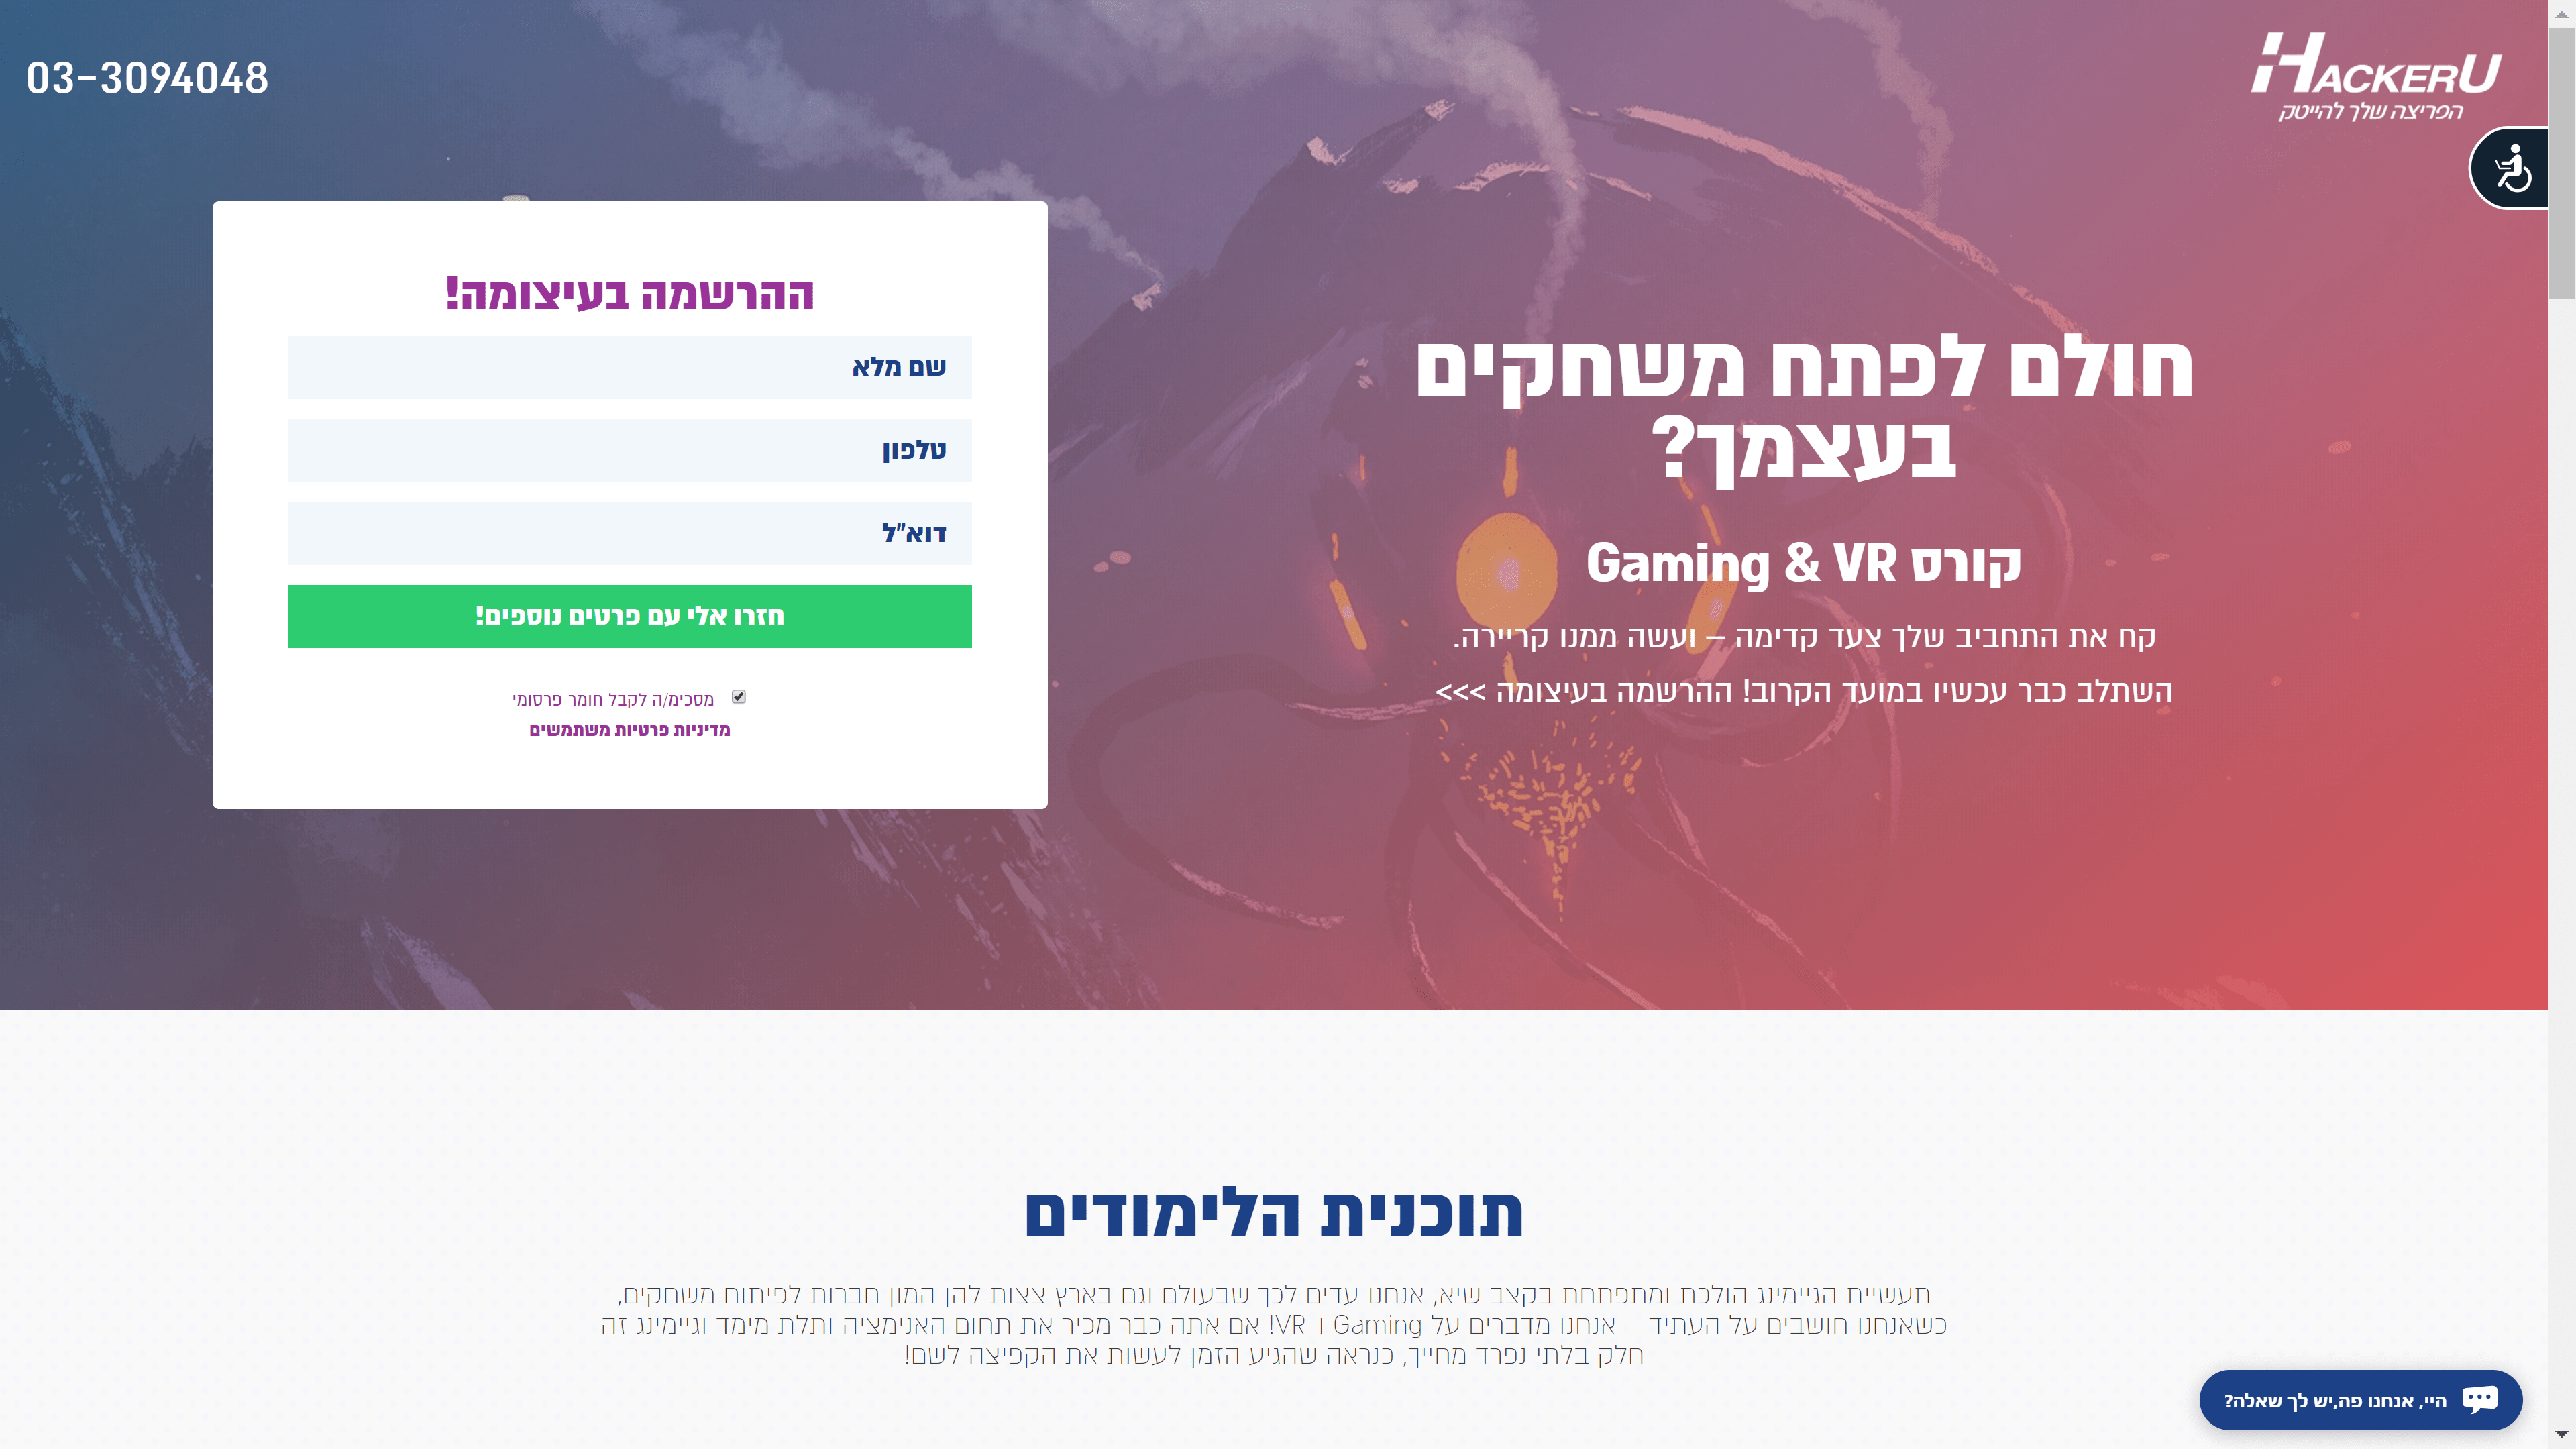 HACKERU
הפריצה שלך להייטק
03-3094048
חולם לפתח משחקים
בעצמך?
קורס Gaming & VR
קח את התחביב שלך צעד קדימה – ועשה ממנו קריירה.
השתלב כבר עכשיו במועד הקרוב! ההרשמה בעיצומה >>>
ההרשמה בעיצומה!
שם מלא
טלפון
דוא"ל
חזרו אלי עם פרטים נוספים!
מסכימ/ה לקבל חומר פרסומי
מדיניות פרטיות משתמשים
תוכנית הלימודים
תעשיית הגיימינג הולכת ומתפתחת בקצב שיא, אנחנו עדים לכך שבעולם וגם בארץ צצות להן המון חברות לפיתוח משחקים,
כשאנחנו חושבים על העתיד – אנחנו מדברים על Gaming ו-VR! אם אתה כבר מכיר את תחום האנימציה ותלת מימד וגיימינג זה
חלק בלתי נפרד מחייך, כנראה שהגיע הזמן לעשות את הקפיצה לשם!
היי, אנחנו פה,יש לך שאלה?